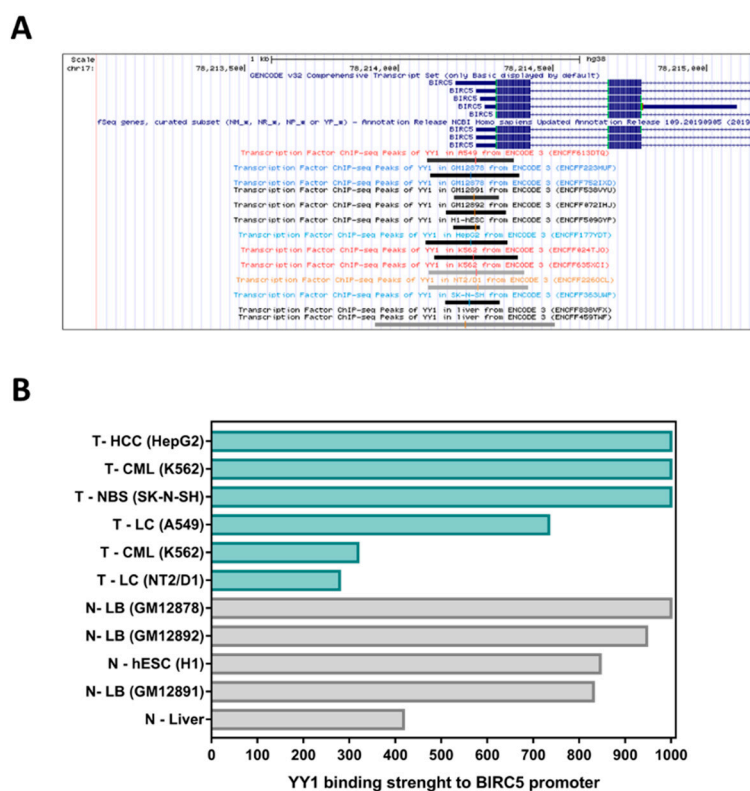 A
Scale
1 kb
hg38
chr17:
78,213,500
78,214,000
78,214,500
78,215,000
GENCODE v32 Comprehensive Transcript Set (only Basic displayed by default)
BIRC5
BIRC5
BIRC5
BIRC5
BIRC5
fSeq genes, curated subset (NM_*, NR_*, NP_* or YP_*) - Annotation Release NCBI Homo sapiens Updated Annotation Release 109.20190905 (2019
BIRC5
BIRC5
BIRC5
Transcription Factor ChIP-seq Peaks of YY1 in A549 from ENCODE 3 (ENCFF613DTQ)
Transcription Factor ChIP-seq Peaks of YY1 in GM12878 from ENCODE 3 (ENCFF223MUF)
Transcription Factor ChIP-seq Peaks of YY1 in GM12878 from ENCODE 3 (ENCFF752IXD)
Transcription Factor ChIP-seq Peaks of YY1 in GM12891 from ENCODE 3 (ENCFF538VYU)
Transcription Factor ChIP-seq Peaks of YY1 in GM12892 from ENCODE 3 (ENCFF072IMJ)
Transcription Factor ChIP-seq Peaks of YY1 in H1-hESC from ENCODE 3 (ENCFF509GYP)
Transcription Factor ChIP-seq Peaks of YY1 in HepG2 from ENCODE 3 (ENCFF177YDT)
Transcription Factor ChIP-seq Peaks of YY1 in K562 from ENCODE 3 (ENCFF424TJG)
Transcription Factor ChIP-seq Peaks of YY1 in K562 from ENCODE 3 (ENCFF635XCI)
Transcription Factor ChIP-seq Peaks of YY1 in NT2/D1 from ENCODE 3
Transcription Factor ChIP-seq Peaks of YY1 in SK-N-SH from ENCODE 3 (ENCFF363LWF)
Transcription Factor ChIP-seq Peaks of YY1 in liver from ENCODE 3 (ENCFF838VFX)
Transcription Factor ChIP-seq Peaks of YY1 in liver from ENCODE 3 (ENCFF459TWF)
B
T- HCC (HepG2)
T- CML (K562)
T - NBS (SK-N-SH)
T - LC (A549)
T - CML (K562)
T - LC (NT2/D1)
N- LB (GM12878)
N- LB (GM12892)
N - hESC (H1)
N- LB (GM12891)
N - Liver
0 100 200 300 400 500 600 700 800 900 1000
YY1 binding strenght to BIRC5 promoter